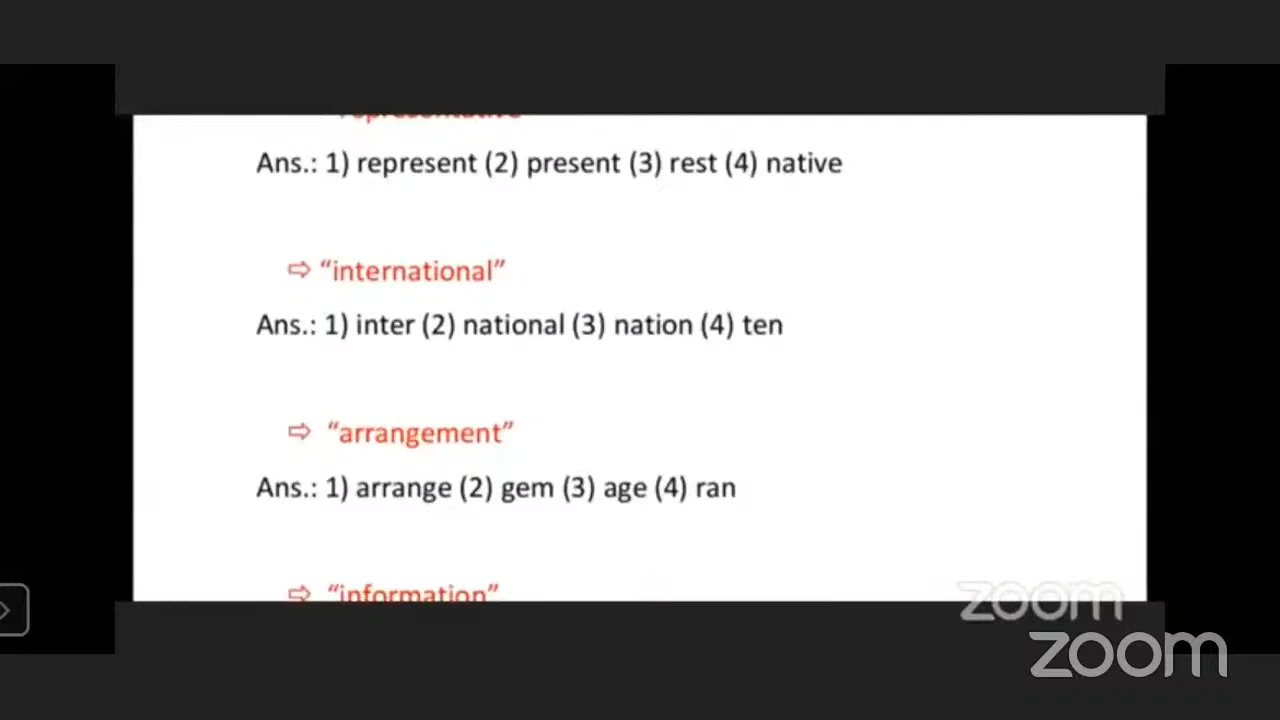 Ans.: 1) represent (2) present (3) rest (4) native
⇨ “international”
Ans.: 1) inter (2) national (3) nation (4) ten
⇨ “arrangement”
Ans.: 1) arrange (2) gem (3) age (4) ran
⇨ “information”
zoom
zoom